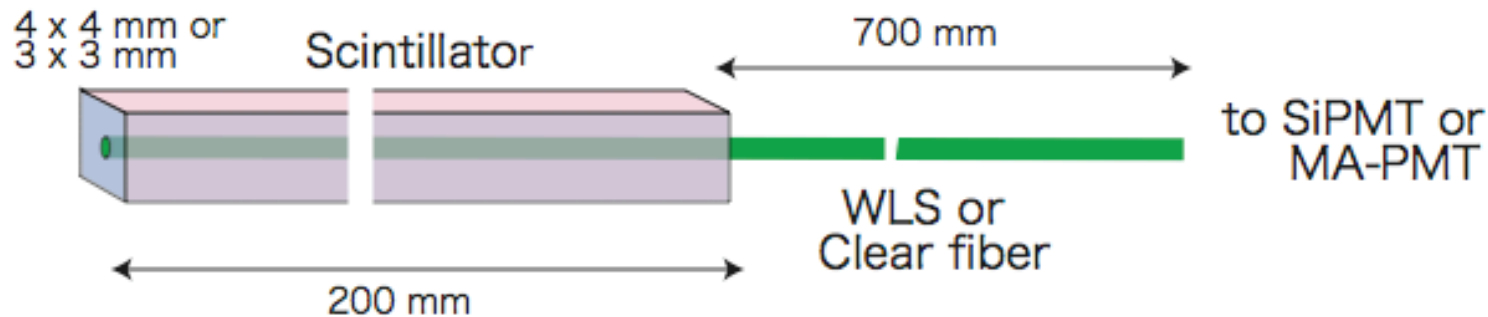 4 x 4 mm or
3 x 3 mm
Scintillator
700 mm
to SiPMT or
MA-PMT
WLS or
Clear fiber
200 mm